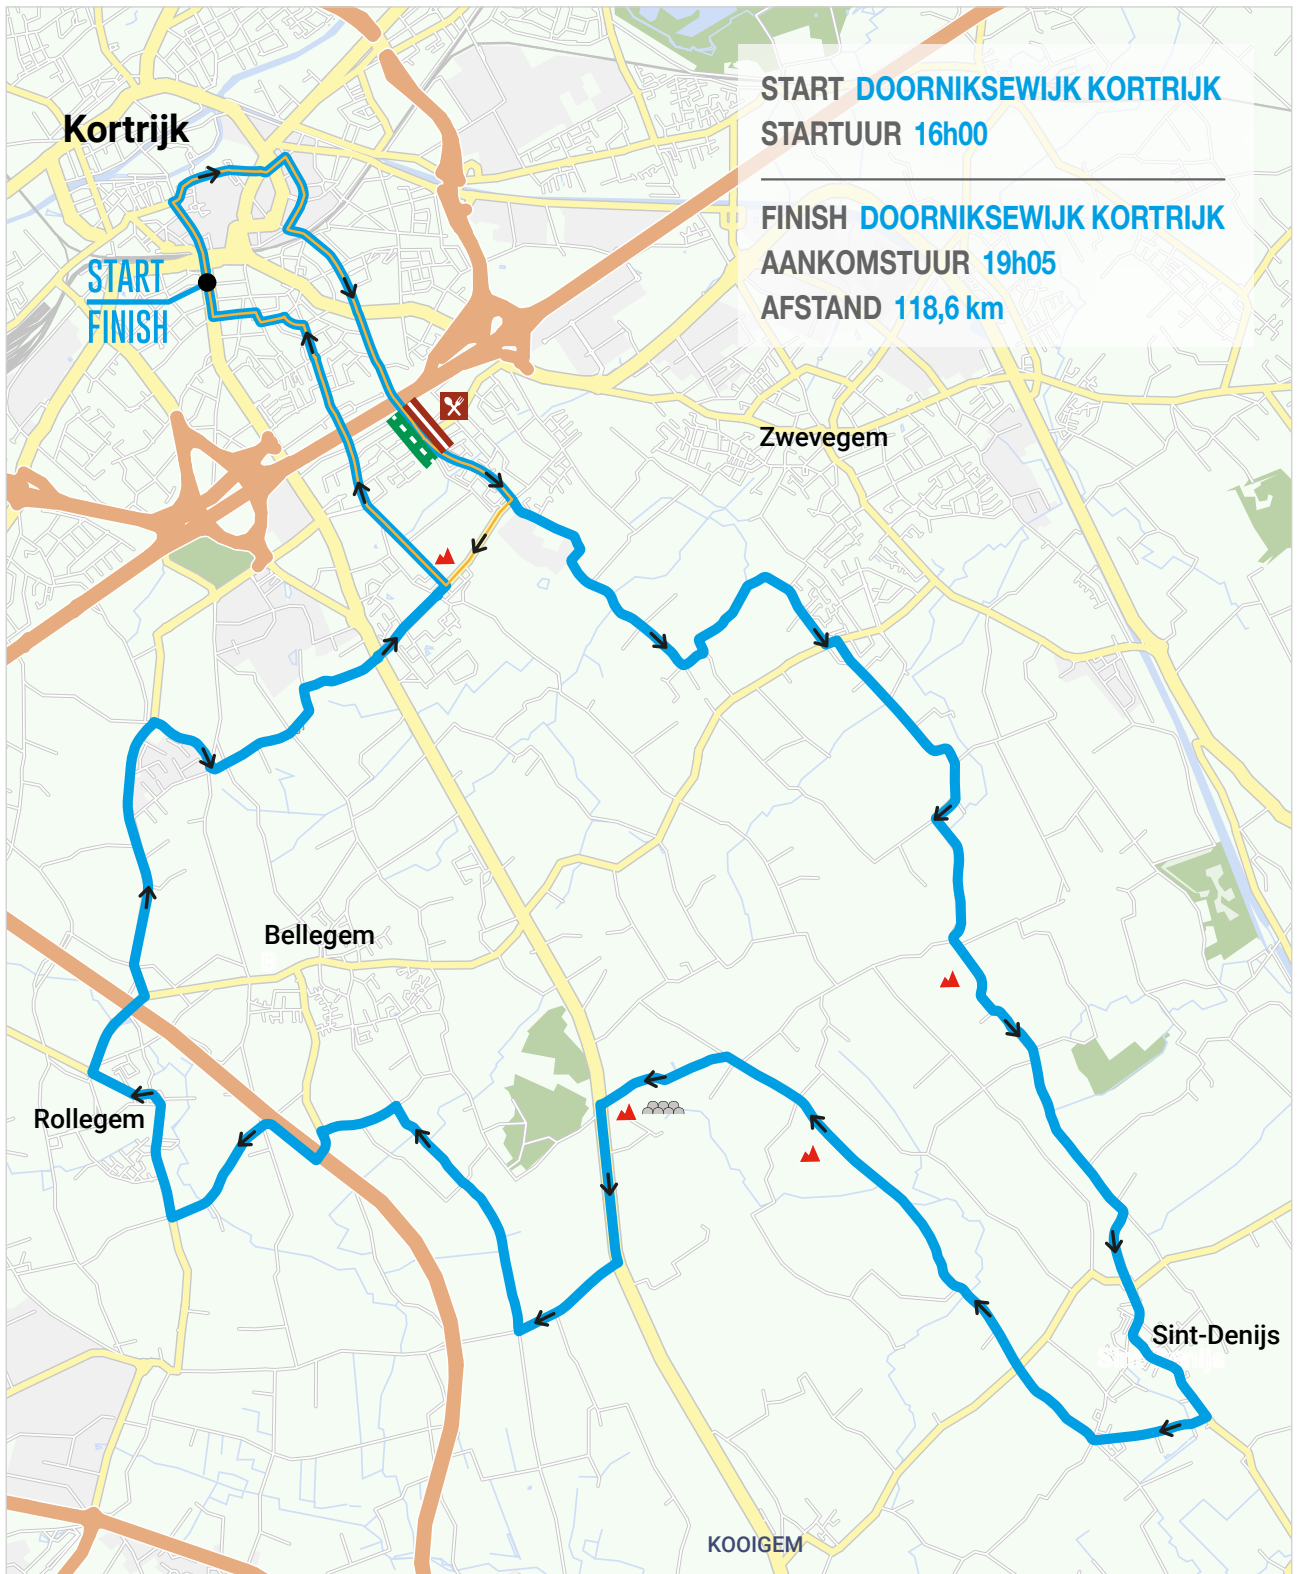 START DOORNIKSEWIJK KORTRIJK
STARTUUR 16h00
FINISH DOORNIKSEWIJK KORTRIJK
AANKOMSTUUR 19h05
AFSTAND 118,6 km
Kortrijk
START
FINISH
Zwevegem
Bellegem
Rollegem
Sint-Denijs
KOOIGEM